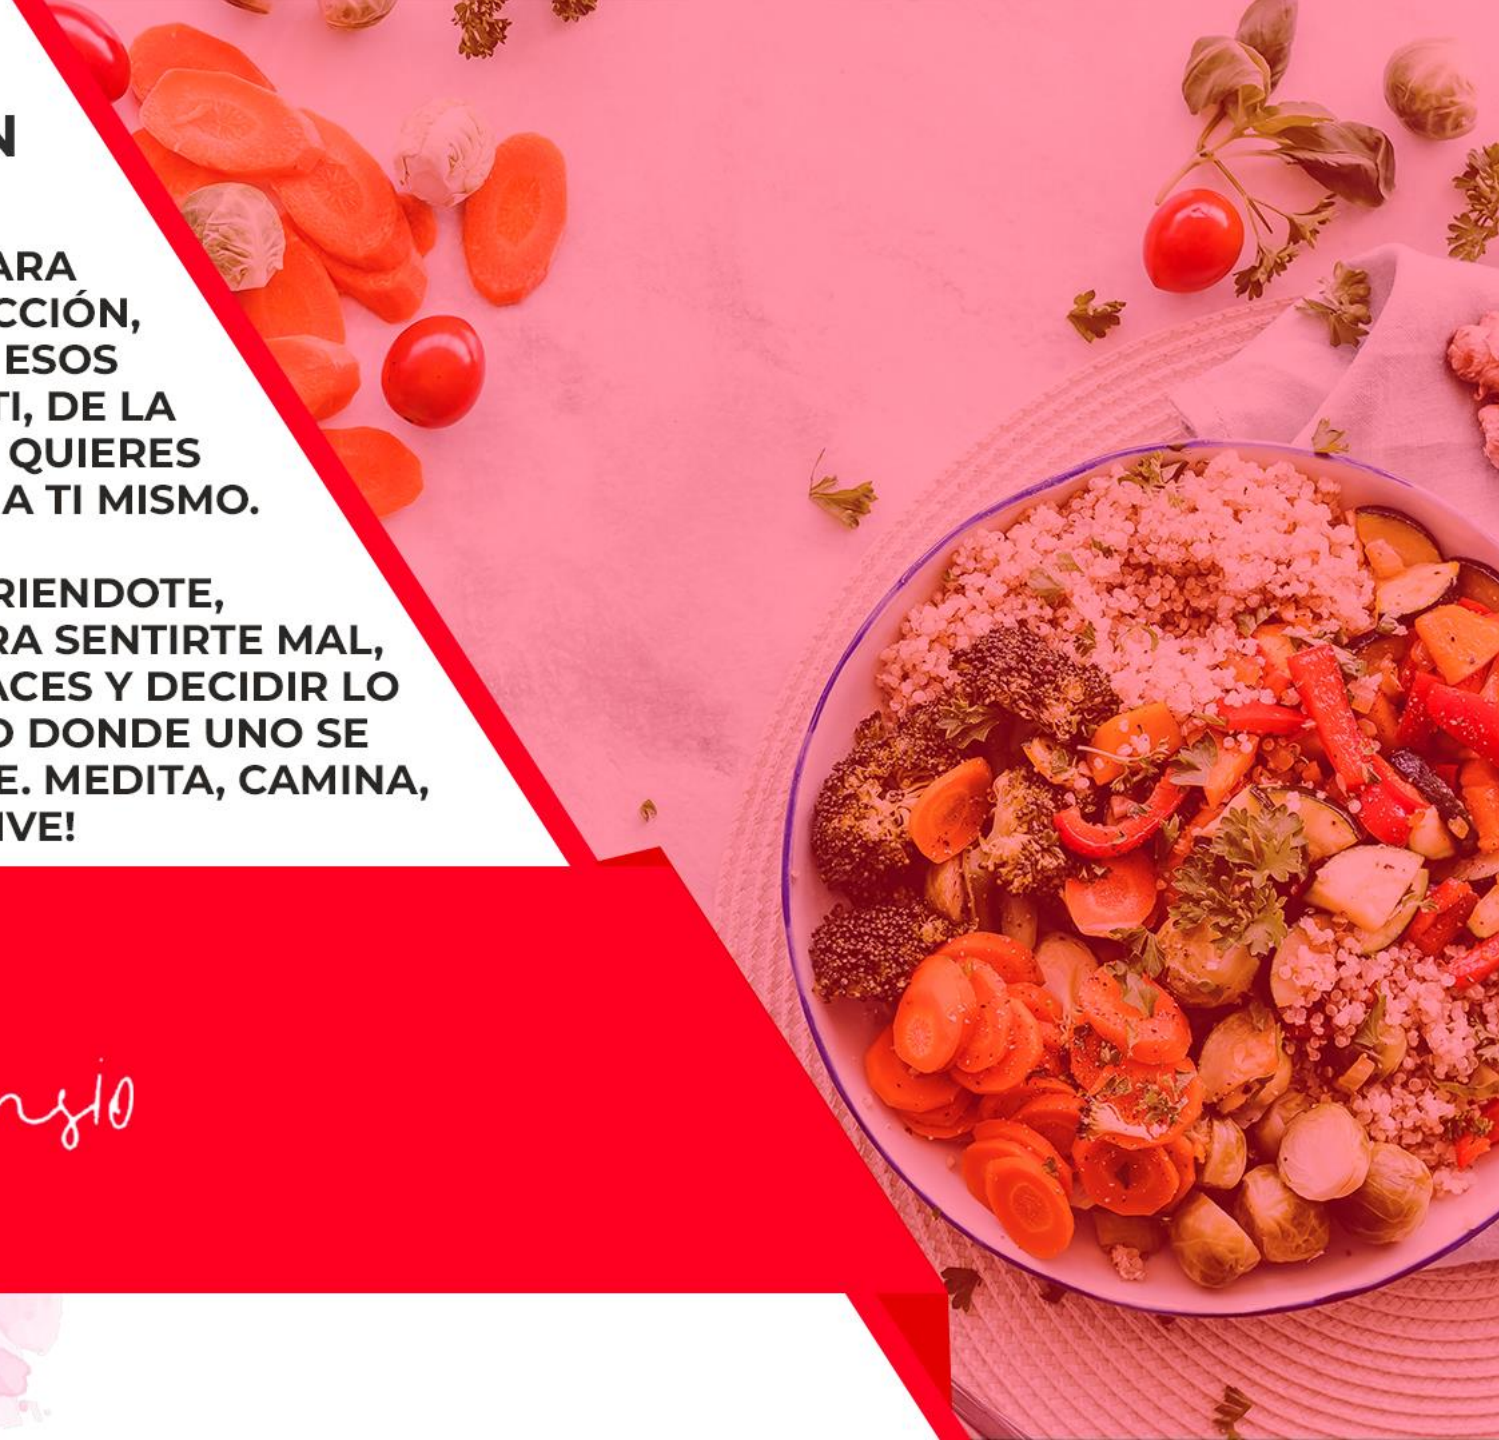 N
ARA
CCIÓN,
ESOS
TI, DE LA
QUIERES
A TI MISMO.
RIENDOTE,
RA SENTIRTE MAL,
ACES Y DECIDIR LO
O DONDE UNO SE
E. MEDITA, CAMINA,
IVE!
nsio